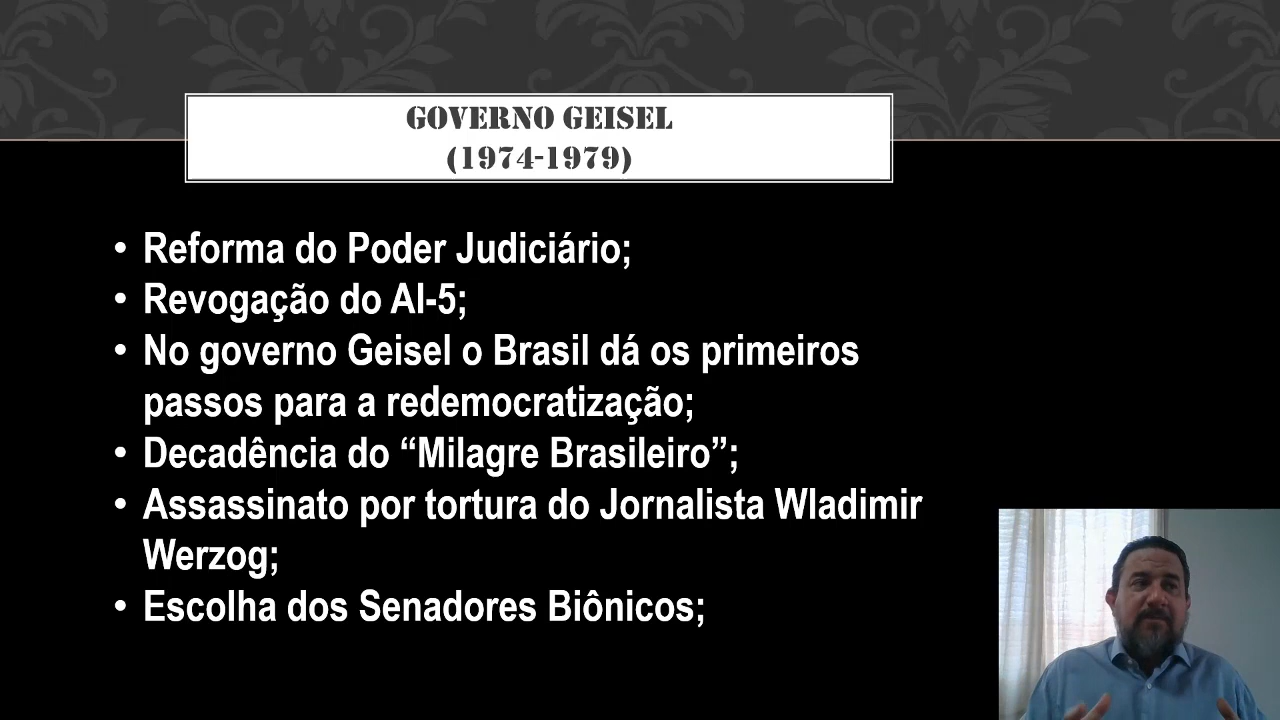 GOVERNO GEISEL
(1974-1979)
• Reforma do Poder Judiciário;
• Revogação do AI-5;
• No governo Geisel o Brasil dá os primeiros
passos para a redemocratização;
• Decadência do “Milagre Brasileiro”;
• Assassinato por tortura do Jornalista Wladimir
Werzog;
• Escolha dos Senadores Biônicos;